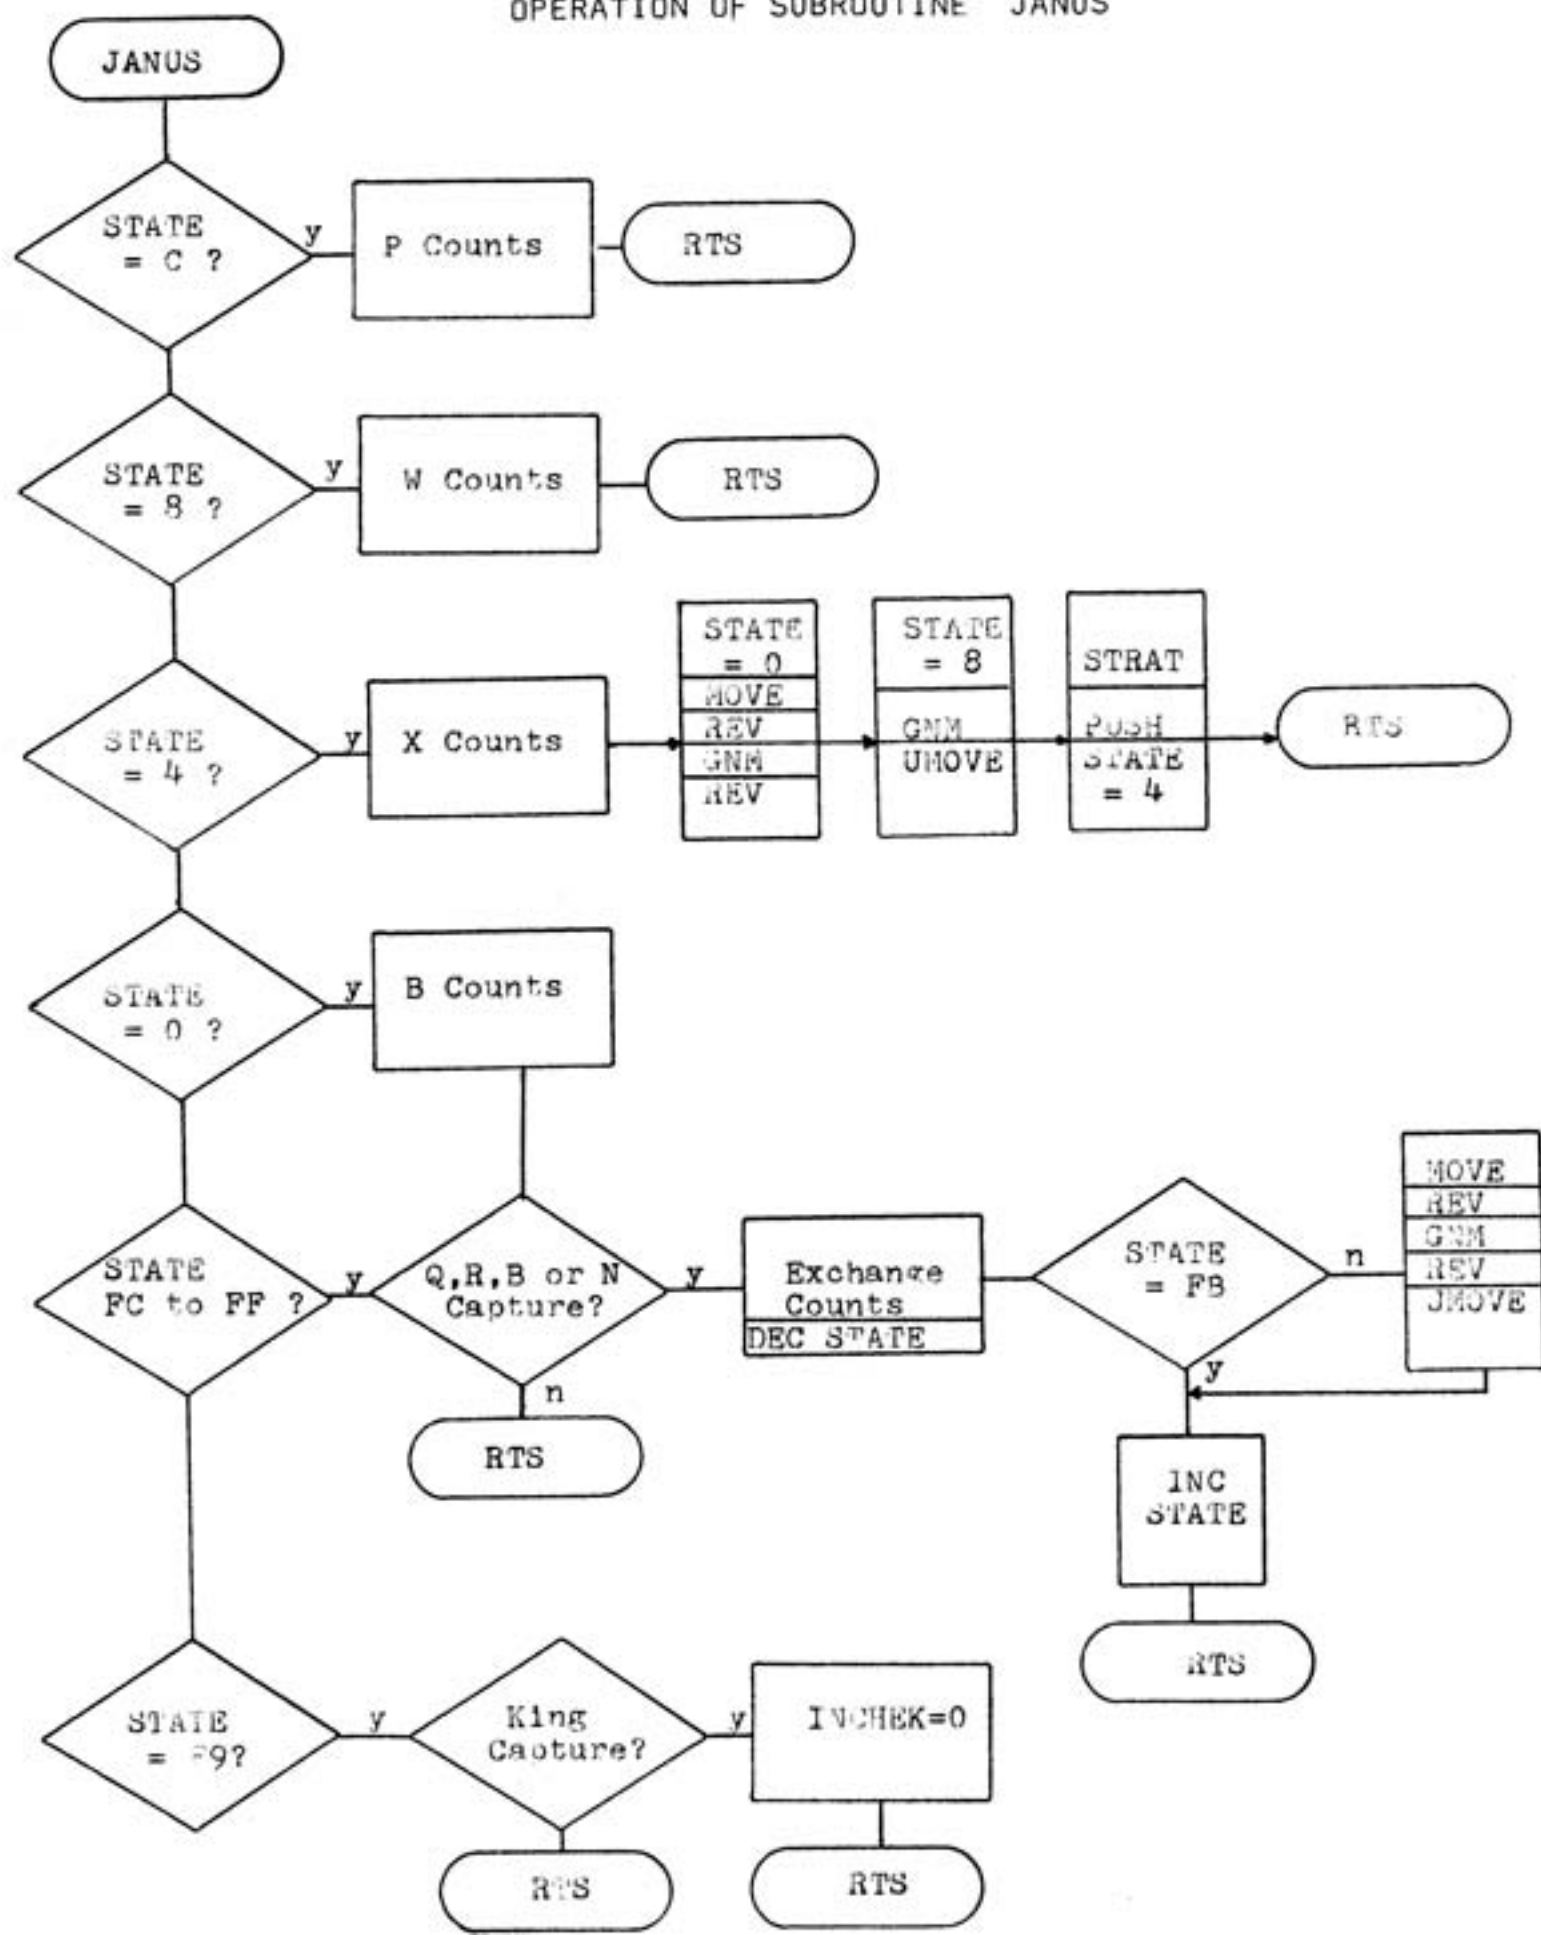 OPERATION OF SUBROUTINE JANUS
JANUS
STATE
= C ?
y
P Counts
RTS
STATE
= 8 ?
y
W Counts
RTS
STATE
= 4 ?
y
X Counts
STATE
= 0
MOVE
REV
GNM
REV
STATE
= 8
GNM
UMOVE
STRAT
PUSH
STATE
= 4
RTS
STATE
= 0 ?
y
B Counts
STATE
FC to FF ?
y
Q,R,B or N
Capture?
y
n
RTS
Exchange
Counts
DEC STATE
STATE
= FB
n
MOVE
REV
GNM
REV
UMOVE
y
INC
STATE
RTS
STATE
= F9?
y
King
Capture?
y
INCHEK=0
RTS
RTS